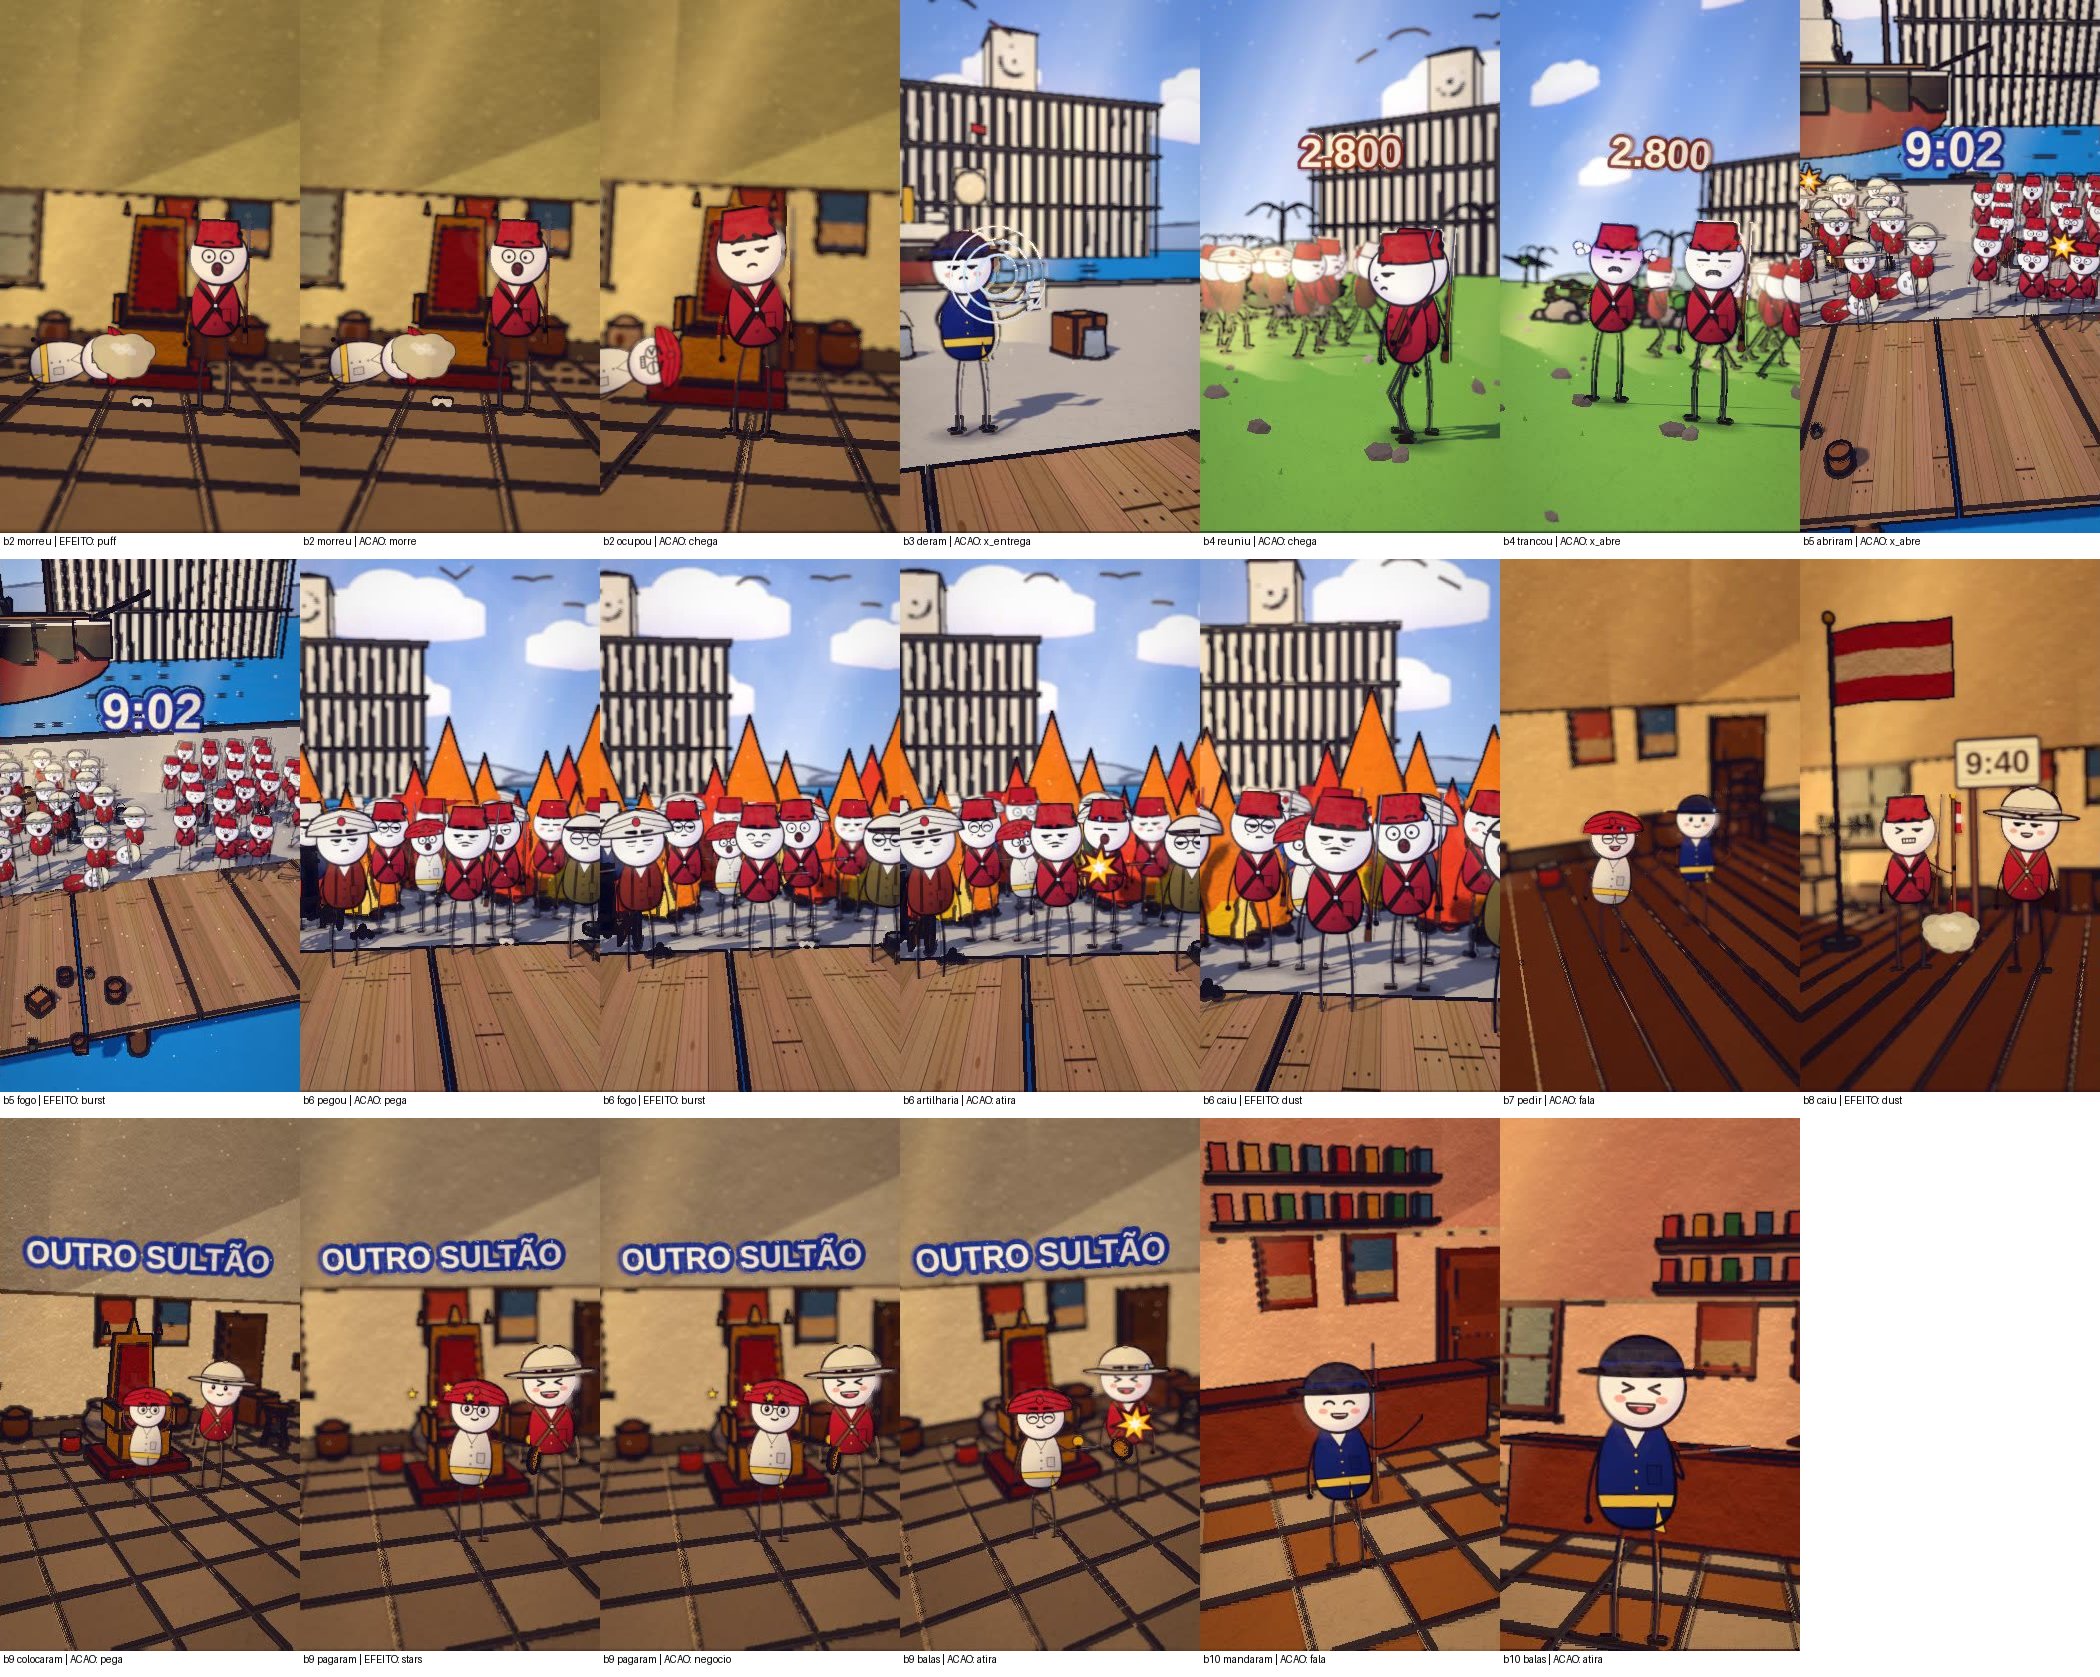 2.800
2.800
9:02
b2 morreu | EFEITO: puff
b2 morreu | ACAO: morre
b2 ocupou | ACAO: chega
b3 deram | ACAO: x_entrega
b4 reuniu | ACAO: chega
b4 trancou | ACAO: x_abre
b5 abriram | ACAO: x_abre
9:02
9:40
b5 fogo | EFEITO: burst
b6 pegou | ACAO: pega
b6 fogo | EFEITO: burst
b6 artilharia | ACAO: atira
b6 caiu | EFEITO: dust
b7 pedir | ACAO: fala
b8 caiu | EFEITO: dust
OUTRO SULTÃO
OUTRO SULTÃO
OUTRO SULTÃO
OUTRO SULTÃO
b9 colocaram | ACAO: pega
b9 pagaram | EFEITO: stars
b9 pagaram | ACAO: negocio
b9 balas | ACAO: atira
b10 mandaram | ACAO: fala
b10 balas | ACAO: atira